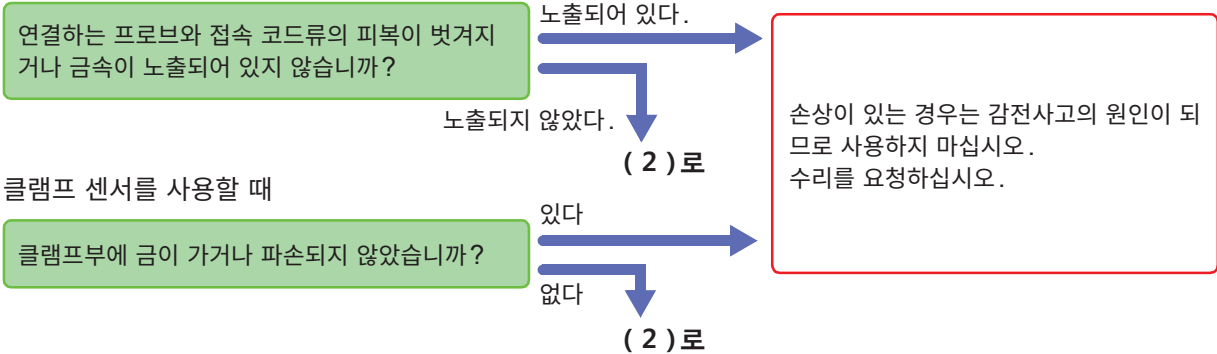 노출되어 있다.
연결하는 프로브와 접속 코드류의 피복이 벗겨지
거나 금속이 노출되어 있지 않습니까?
노출되지 않았다.
( 2 )로
손상이 있는 경우는 감전사고의 원인이 되
므로 사용하지 마십시오.
수리를 요청하십시오.
클램프 센서를 사용할 때
있다
클램프부에 금이 가거나 파손되지 않았습니까?
없다
( 2 )로